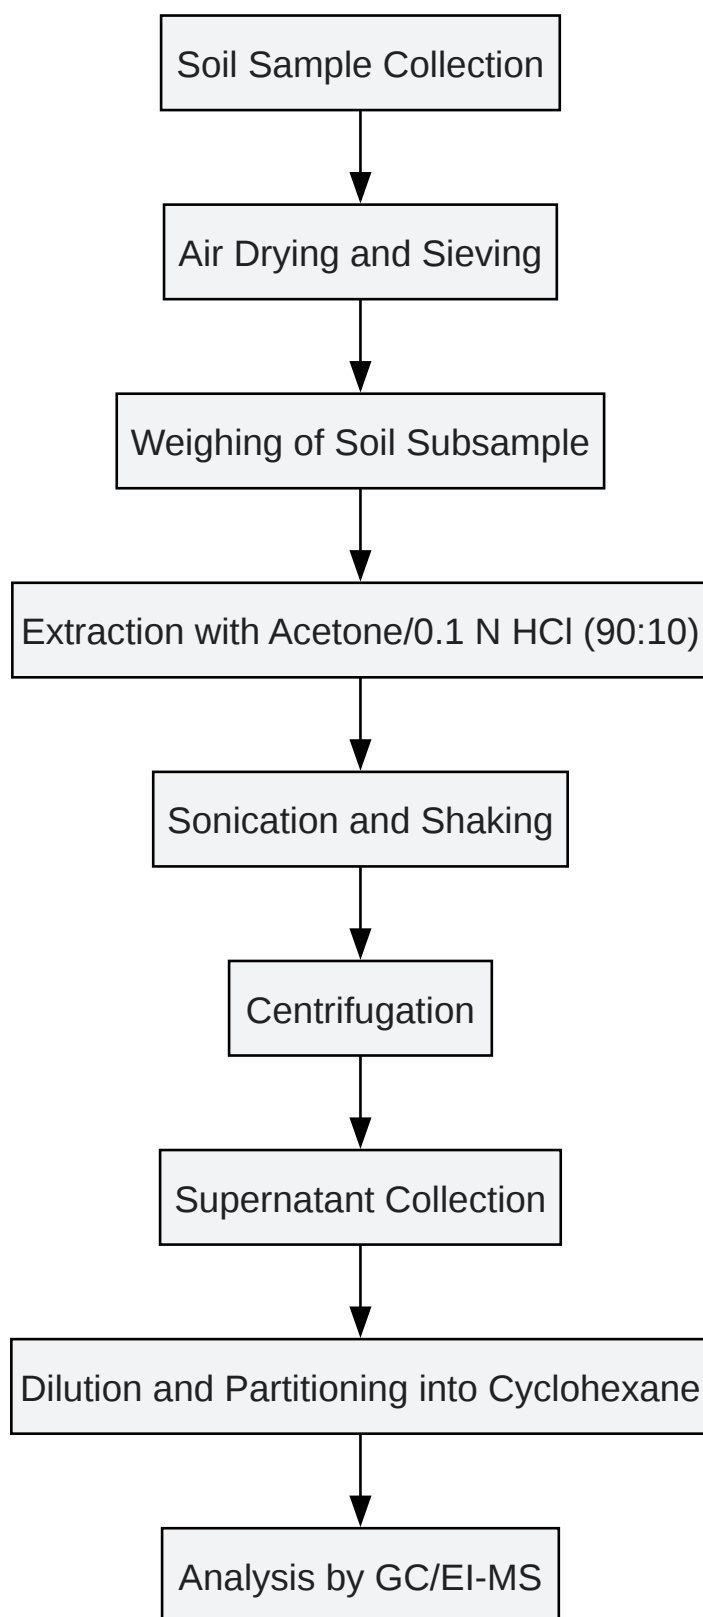 Soil Sample Collection
Air Drying and Sieving
Weighing of Soil Subsample
Extraction with Acetone/0.1 N HCl (90:10)
Sonication and Shaking
Centrifugation
Supernatant Collection
Dilution and Partitioning into Cyclohexane
Analysis by GC/EI-MS